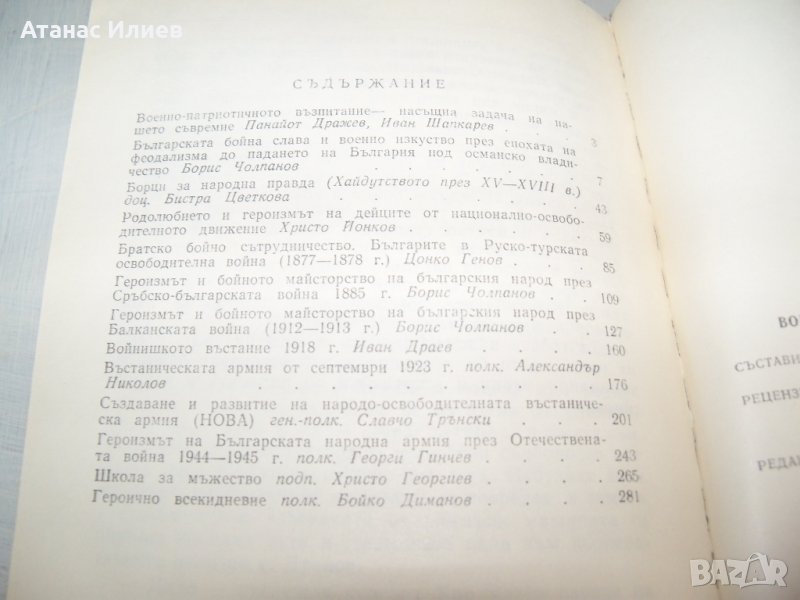 Атанас Илиев
СЪДЪРЖАНИЕ
Военно-патриотичното възпитание— насъщна задача на на-
шето съвремие Панайот Дражев, Иван Шапкарев . . 3
Българската бойна слава и военно изкуство през епохата на
феодализма до падането на България под османско влади-
чество Борис Чолпанов . . . . . . . 7
Борци за народна правда (Хайдутството през XV—XVIII в.)
доц. Бистра Цветкова . . . . . . . 43
Родолюбието и героизмът на дейците от национално-освобо-
дителното движение Христо Йонков . . . . . 59
Братско бойно сътрудничество. Българите в Руско-турската
освободителна война (1877—1878 г.) Цонко Генов . . . 85
Героизмът и бойното майсторство на българския народ през
Сръбско-българската война 1885 г. Борис Чолпанов . . 109
Героизмът и бойното майсторство на българския народ през
Балканската война (1912—1913 г.) Борис Чолпанов . . 127
Войнишкото въстание 1918 г. Иван Драев . . . . 160
Въстаническата армия от септември 1923 г. полк. Александър
Николов . . . . . . . . . . 176
Създаване и развитие на народо-освободителната въстаниче-
ска армия (НОВА) ген.-полк. Славчо Трънски . . . 201
Героизмът на Българската народна армия през Отечествена-
та война 1944—1945 г. полк. Георги Гинчев . . . . 243
Школа за мъжество подп. Христо Георгиев . . . . 265
Героично всекидневие полк. Бойко Диманов . . . . 281
ВО
СЪСТАВИ
РЕЦЕНЗ
РЕДАК
BAZAR